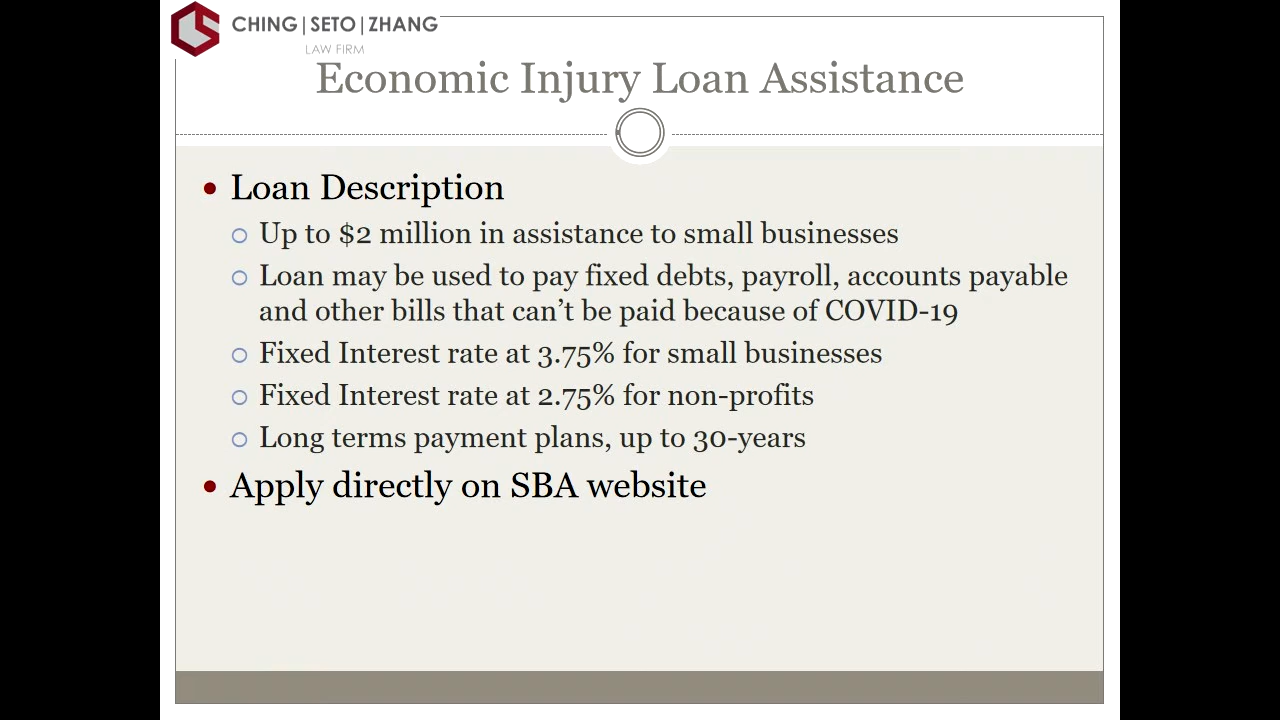 CHING|SETO|ZHANG
LAW FIRM
Economic Injury Loan Assistance
• Loan Description
○ Up to $2 million in assistance to small businesses
○ Loan may be used to pay fixed debts, payroll, accounts payable
and other bills that can’t be paid because of COVID-19
○ Fixed Interest rate at 3.75% for small businesses
○ Fixed Interest rate at 2.75% for non-profits
○ Long terms payment plans, up to 30-years
• Apply directly on SBA website